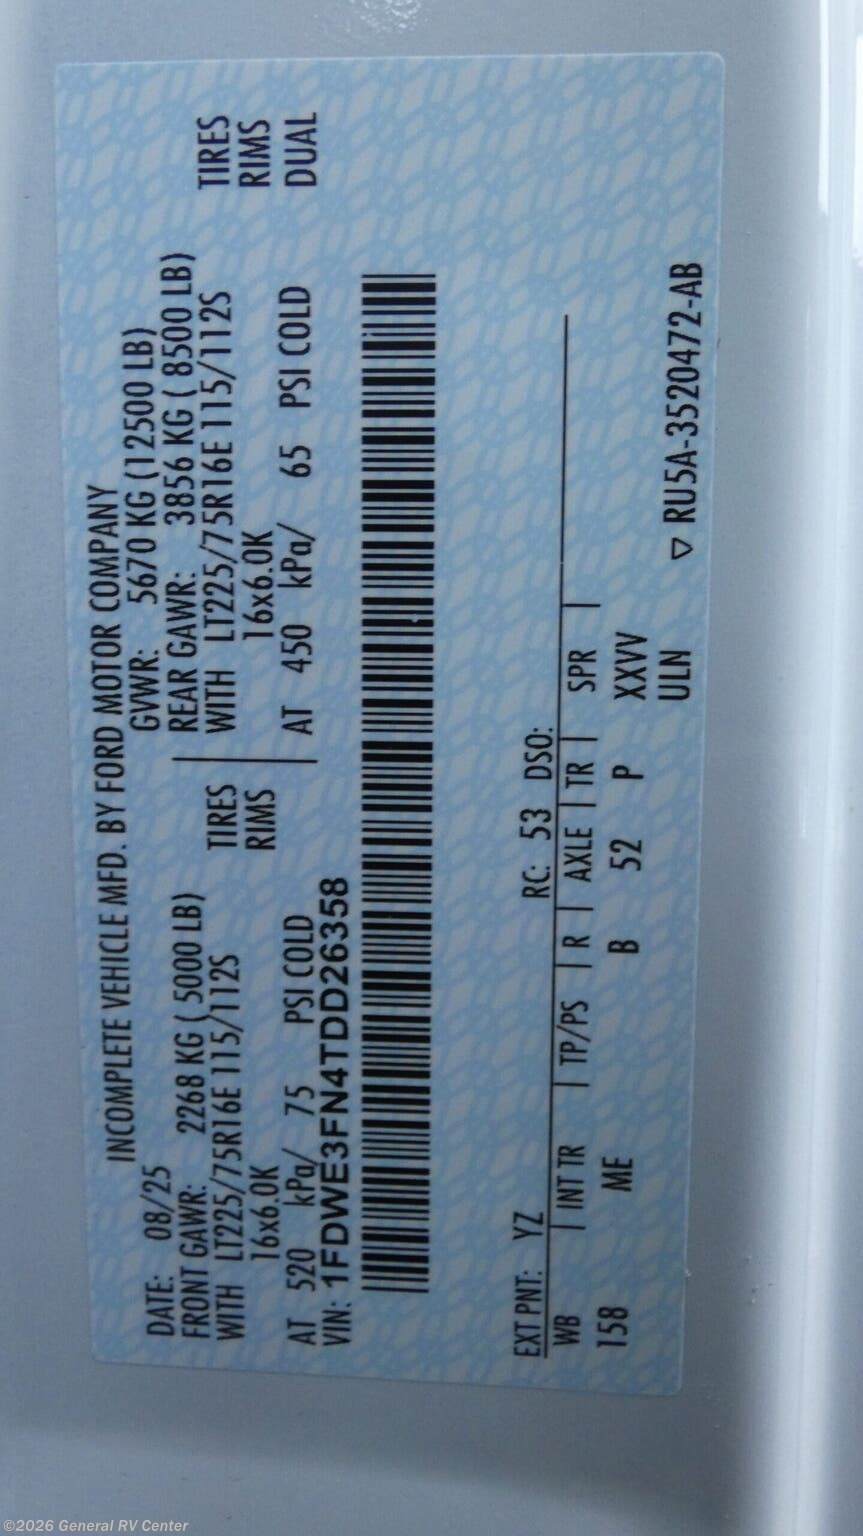 INCOMPLETE VEHICLE MFD. BY FORD MOTOR COMPANY
DATE: 08/25 GVWR: 5670 KG (12500 LB)
FRONT GAWR: 2268 KG ( 5000 LB) REAR GAWR: 3856 KG ( 8500 LB)
WITH LT225/75R16E 115/112S TIRES WITH LT225/75R16E 115/112S TIRES
16x6.0K RIMS 16x6.0K RIMS
AT 520 kPa/ 75 PSI COLD AT 450 kPa/ 65 PSI COLD DUAL
VIN: 1FDWE3FN4TDD26358
EXT PNT: YZ RC: 53 DSO:
WB INT TR TP/PS R AXLE TR SPR
158 ME B 52 P XXVV
ULN
▽ RU5A-3520472-AB
©2026 General RV Center